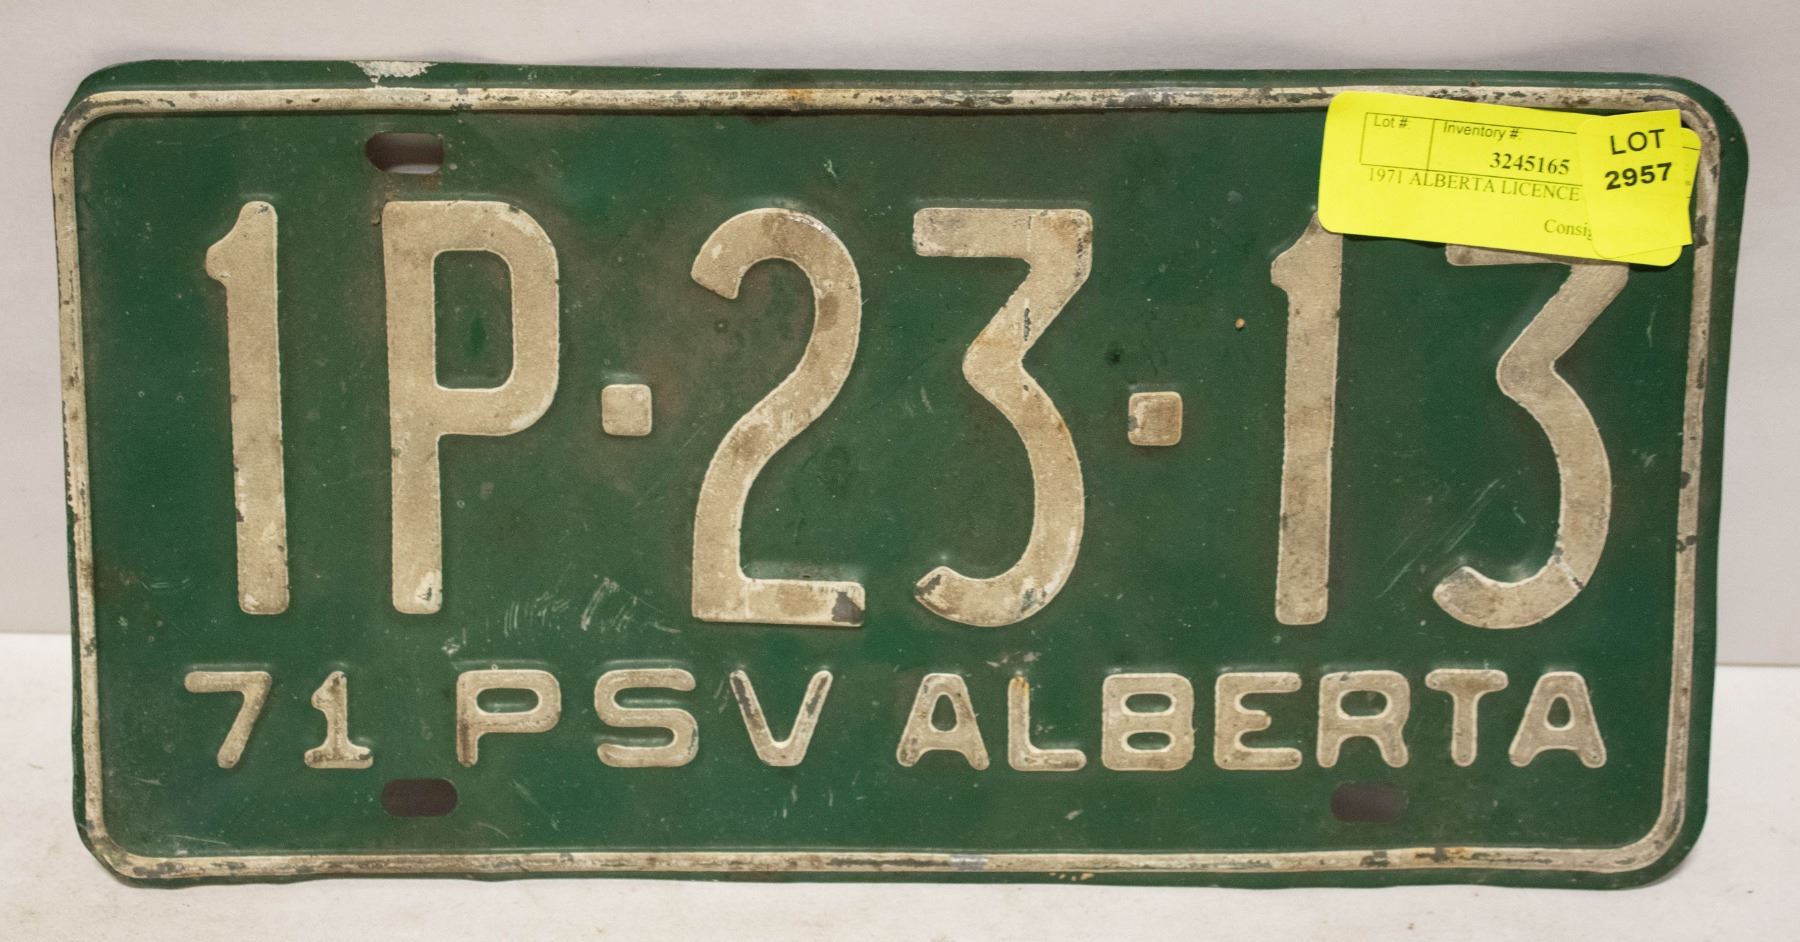 Lot #: Inventory #:
3245165
1971 ALBERTA LICENCE
LOT
2957
1P·23·13
71 PSV ALBERTA